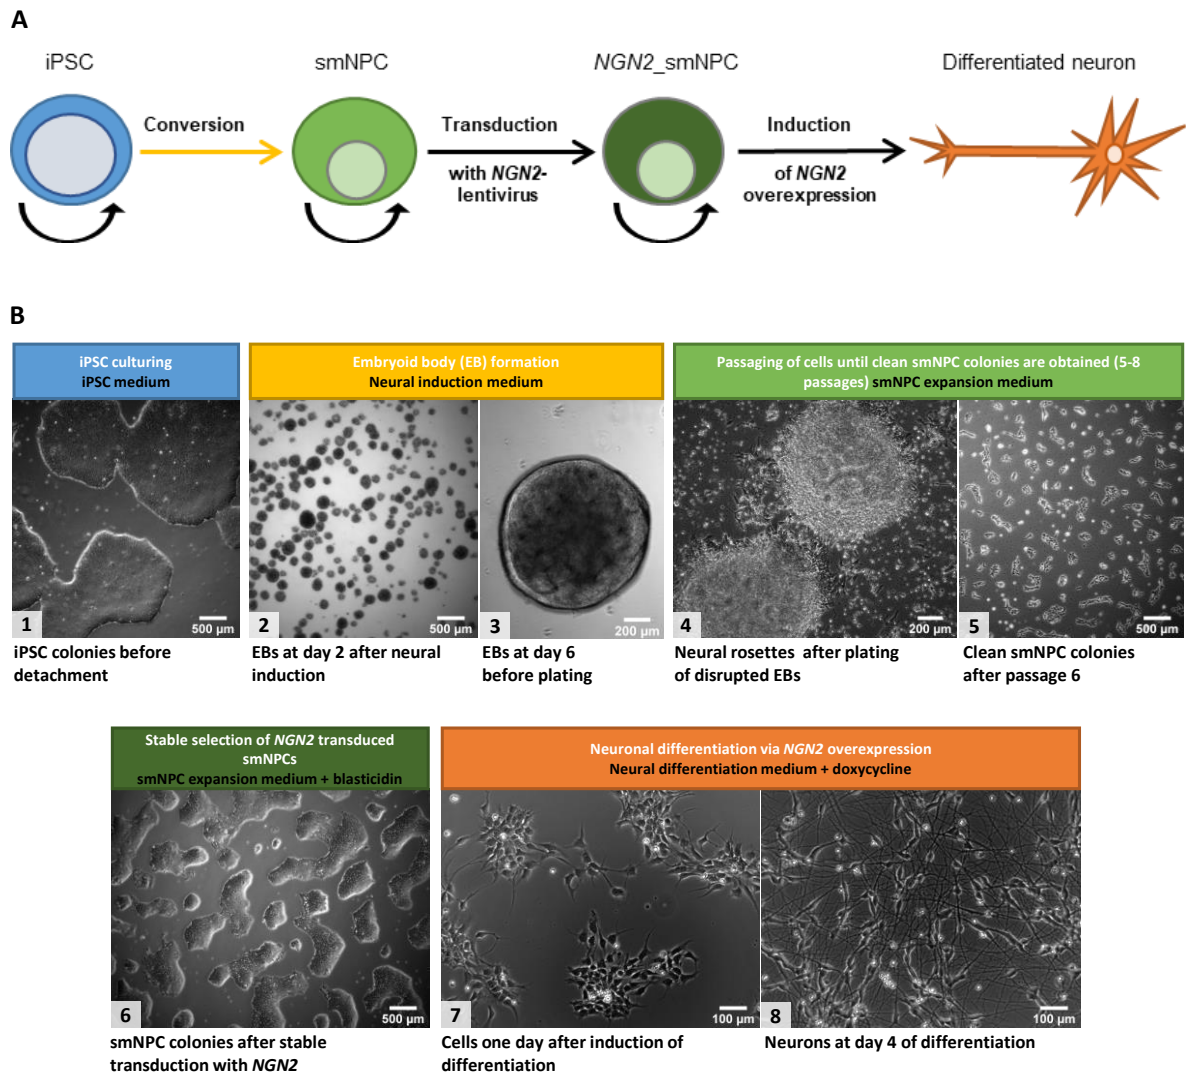 A
iPSC
smNPC
NGN2_smNPC
Differentiated neuron
Conversion
Transduction
with NGN2-
lentivirus
Induction
of NGN2
overexpression
B
iPSC culturing
iPSC medium
Embryoid body (EB) formation
Neural induction medium
Passaging of cells until clean smNPC colonies are obtained (5-8
passages) smNPC expansion medium
1
500 µm
2
500 µm
3
200 µm
4
200 µm
5
500 µm
iPSC colonies before
detachment
EBs at day 2 after neural
induction
EBs at day 6
before plating
Neural rosettes after plating
of disrupted EBs
Clean smNPC colonies
after passage 6
Stable selection of NGN2 transduced
smNPCs
smNPC expansion medium + blasticidin
Neuronal differentiation via NGN2 overexpression
Neural differentiation medium + doxycycline
6
500 µm
7
100 µm
8
100 µm
smNPC colonies after stable
transduction with NGN2
Cells one day after induction of
differentiation
Neurons at day 4 of differentiation